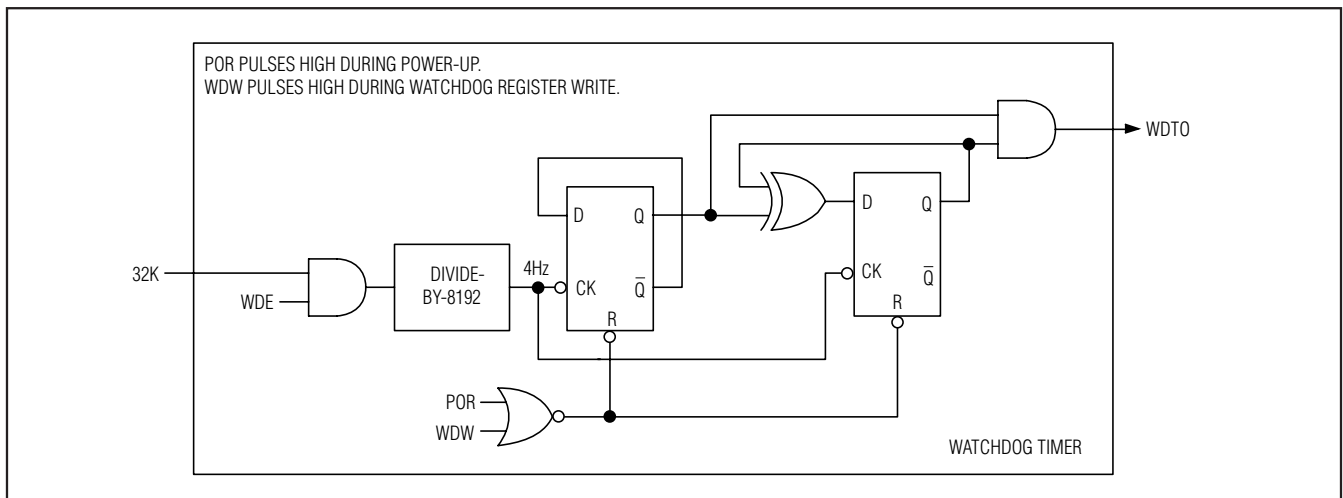 POR PULSES HIGH DURING POWER-UP.
WDW PULSES HIGH DURING WATCHDOG REGISTER WRITE.
WDTO
D
Q
D
Q
32K
WDE
DIVIDE-
BY-8192
4Hz
CK
Q̅
R
CK
Q̅
R
POR
WDW
WATCHDOG TIMER